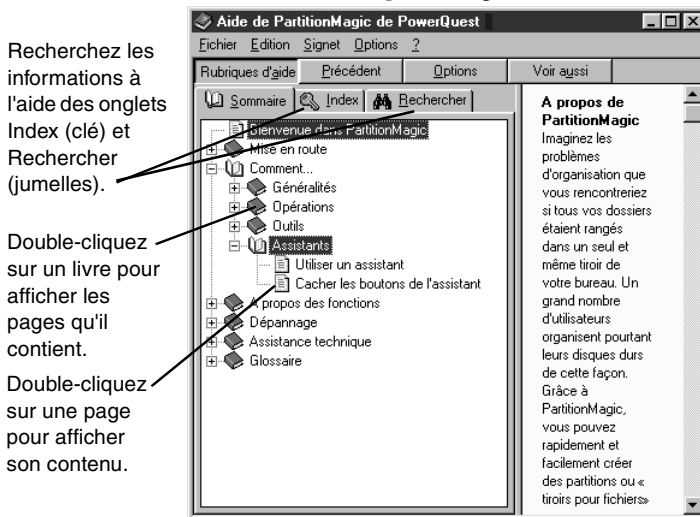 Recherchez les
informations à
l'aide des onglets
Index (clé) et
Rechercher
(jumelles).
Double-cliquez
sur un livre pour
afficher les
pages qu'il
contient.
Double-cliquez
sur une page
pour afficher
son contenu.
Aide de PartitionMagic de PowerQuest
Fichier Edition Signet Options ?
Rubriques d'aide Précédent Options Voir aussi
Sommaire Index Rechercher
Bienvenue dans PartitionMagic
Mise en route
Comment...
Généralités
Opérations
Outils
Assistants
Utiliser un assistant
Cacher les boutons de l'assistant
A propos des fonctions
Dépannage
Assistance technique
Glossaire
A propos de
PartitionMagic
Imaginez les
problèmes
d'organisation que
vous rencontreriez
si tous vos dossiers
étaient rangés
dans un seul et
même tiroir de
votre bureau. Un
grand nombre
d'utilisateurs
organisent pourtant
leurs disques durs
de cette façon.
Grâce à
PartitionMagic,
vous pouvez
rapidement et
facilement créer
des partitions ou «
tiroirs pour fichiers»